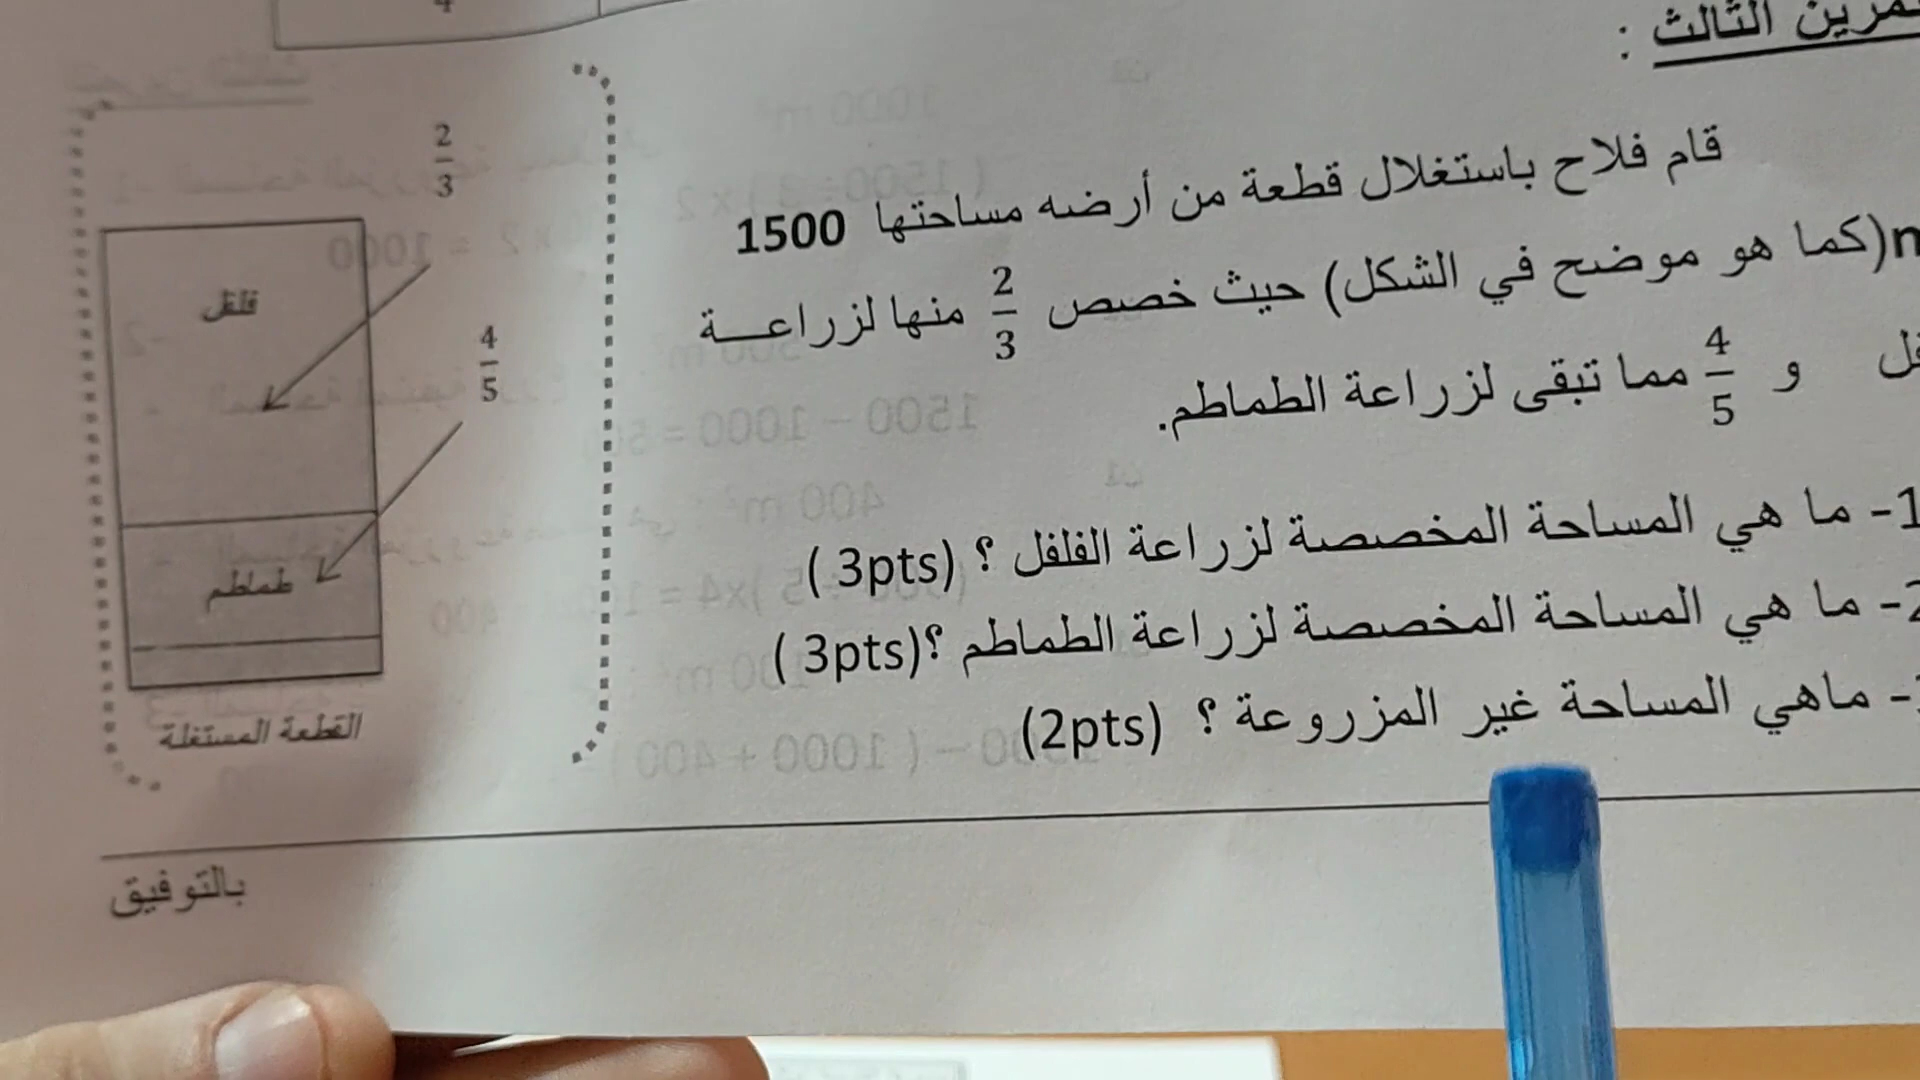 التمرين الثالث :
قام فلاح باستغلال قطعة من أرضه مساحتها 1500
(كما هو موضح في الشكل) حيث خصص 2/3 منها لزراعـــة
و 4/5 مما تبقى لزراعة الطماطم.
1- ما هي المساحة المخصصة لزراعة الفلفل ؟ (3pts )
2- ما هي المساحة المخصصة لزراعة الطماطم ؟(3pts )
- ماهي المساحة غير المزروعة ؟ (2pts)
2/3
فلفل
4/5
طماطم
القطعة المستغلة
بالتوفيق